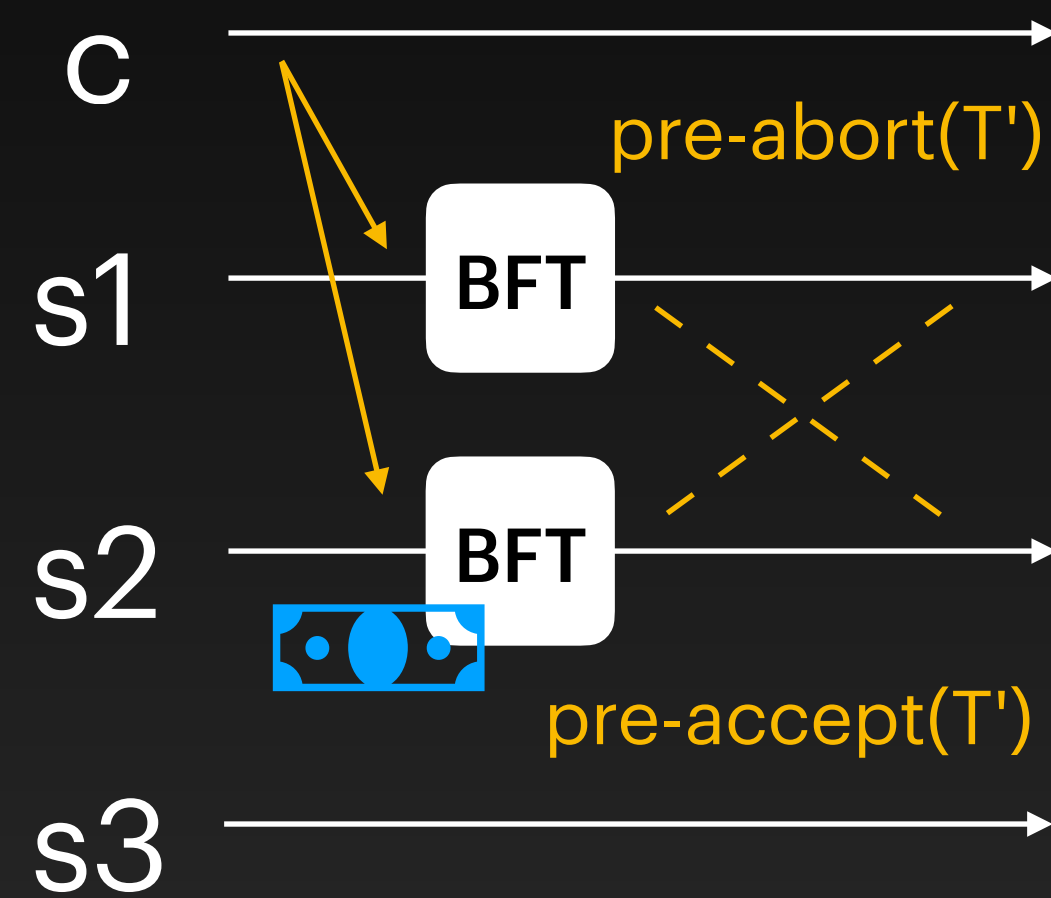 c
pre-abort(T')
s1
BFT
s2
BFT
pre-accept(T')
s3